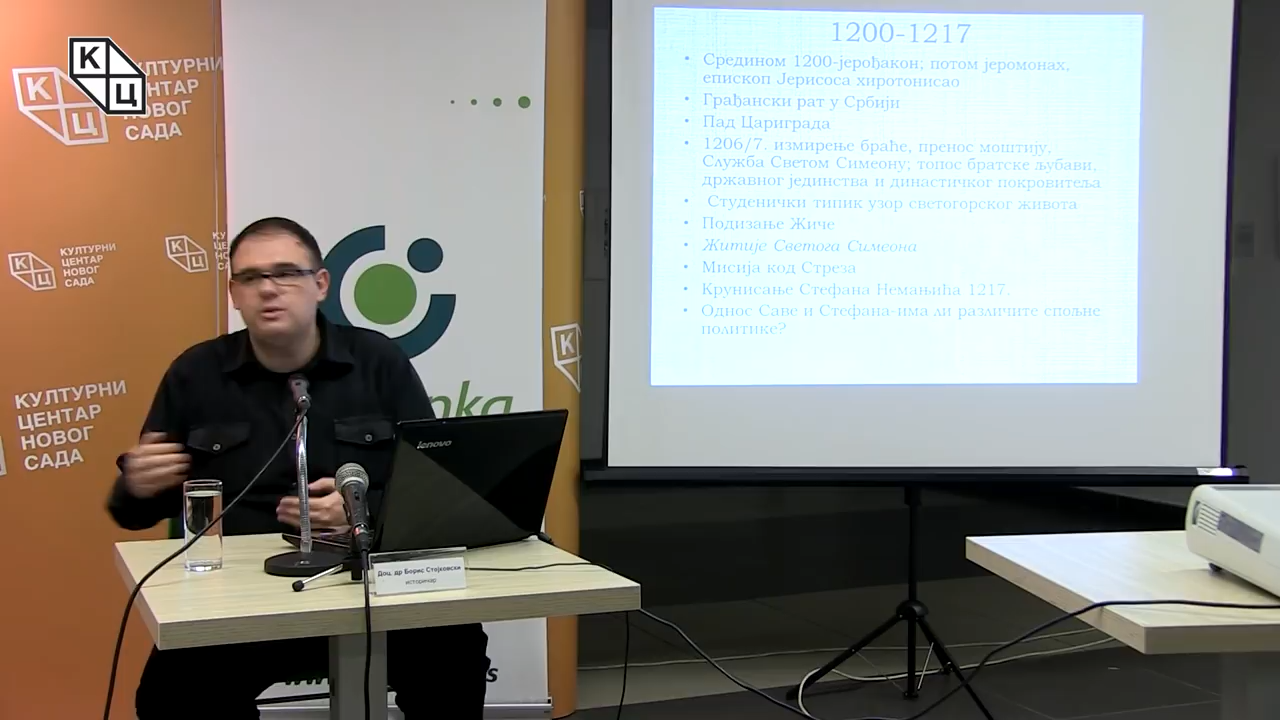 К
Ц
КУЛТУРНИ
ЦЕНТАР
НОВОГ
САДА
К
Ц
КУЛТУРНИ
ЦЕНТАР
НОВОГ
САДА
КУЛТУРНИ
ЦЕНТАР
НОВОГ
САДА
К
nka
lenovo
Доц. др Борис Стојковски
историчар
1200-1217
• Средином 1200-јерођакон; потом јеромонах,
епископ Јерисоса хиротонисао
• Грађански рат у Србији
• Пад Цариграда
• 1206/7. измирење браће, пренос моштију,
Служба Светом Симеону; топос братске љубави,
државног јединства и династичког покровитеља
• Студенички типик узор светогорског живота
• Подизање Жиче
• Житије Светога Симеона
• Мисија код Стреза
• Крунисање Стефана Немањића 1217.
• Однос Саве и Стефана-има ли различите спољне
политике?